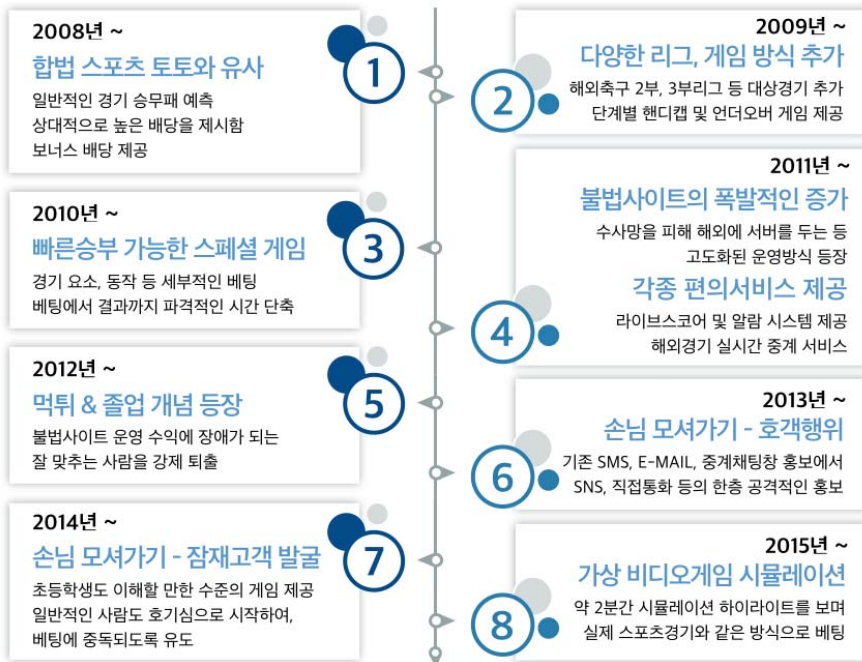 2008년 ~
합법 스포츠 토토와 유사
일반적인 경기 승무패 예측
상대적으로 높은 배당을 제시함
보너스 배당 제공
1
2009년 ~
다양한 리그, 게임 방식 추가
해외축구 2부, 3부리그 등 대상경기 추가
단계별 핸디캡 및 언더오버 게임 제공
2
2010년 ~
빠른승부 가능한 스페셜 게임
경기 요소, 동작 등 세부적인 베팅
베팅에서 결과까지 파격적인 시간 단축
3
2011년 ~
불법사이트의 폭발적인 증가
수사망을 피해 해외에 서버를 두는 등
고도화된 운영방식 등장
각종 편의서비스 제공
라이브스코어 및 알람 시스템 제공
해외경기 실시간 중계 서비스
4
2012년 ~
먹튀 & 졸업 개념 등장
불법사이트 운영 수익에 장애가 되는
잘 맞추는 사람을 강제 퇴출
5
2013년 ~
손님 모셔가기 - 호객행위
기존 SMS, E-MAIL, 중계채팅창 홍보에서
SNS, 직접통화 등의 한층 공격적인 홍보
6
2014년 ~
손님 모셔가기 - 잠재고객 발굴
초등학생도 이해할 만한 수준의 게임 제공
일반적인 사람도 호기심으로 시작하여,
베팅에 중독되도록 유도
7
2015년 ~
가상 비디오게임 시뮬레이션
약 2분간 시뮬레이션 하이라이트를 보며
실제 스포츠경기와 같은 방식으로 베팅
8